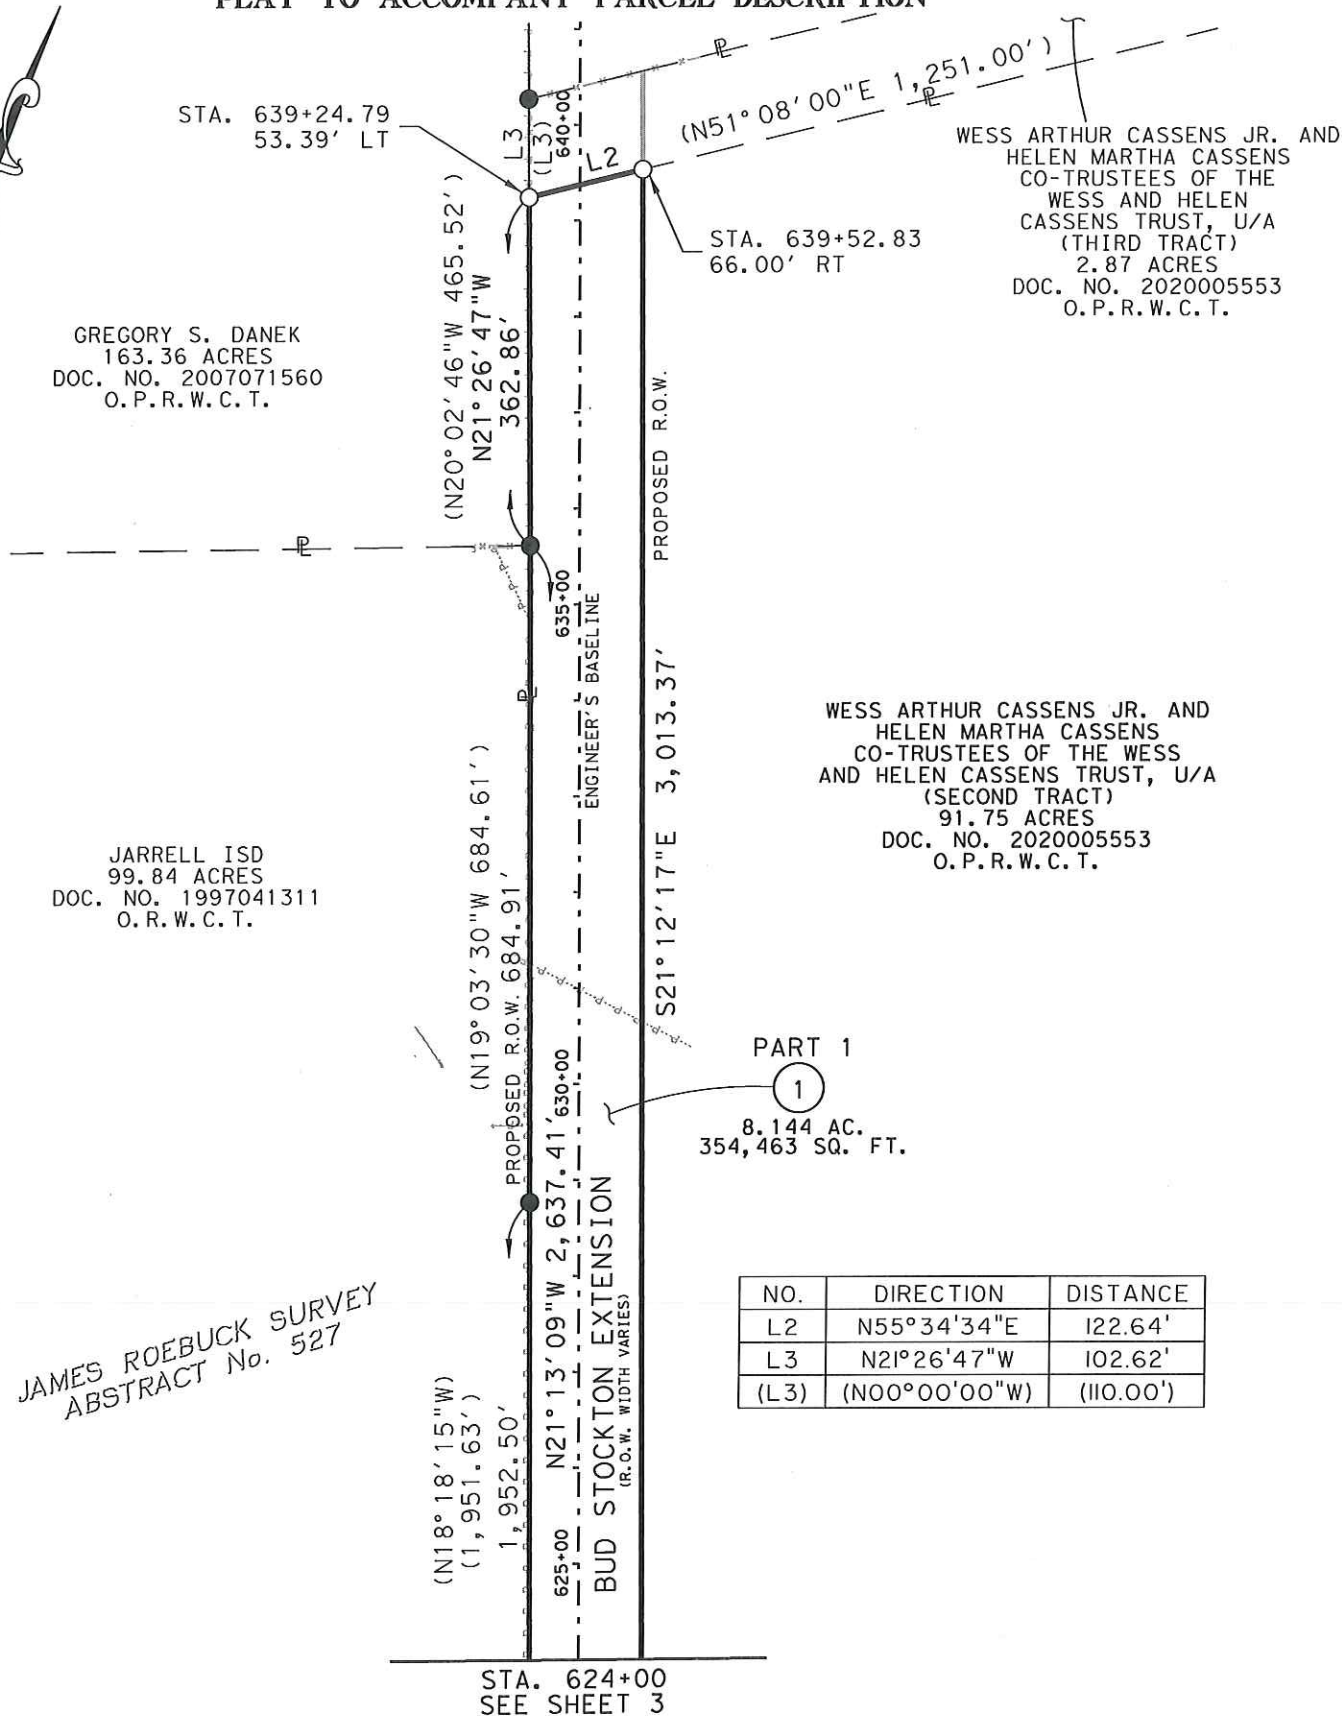 PLAT TO ACCOMPANY PARCEL DESCRIPTION
STA. 639+24.79
53.39' LT
L3
(L3)
640+00
L2
(N51°08'00"E 1,251.00')
STA. 639+52.83
66.00' RT
WESS ARTHUR CASSENS JR. AND
HELEN MARTHA CASSENS
CO-TRUSTEES OF THE
WESS AND HELEN
CASSENS TRUST, U/A
(THIRD TRACT)
2.87 ACRES
DOC. NO. 2020005553
O.P.R.W.C.T.
GREGORY S. DANEK
163.36 ACRES
DOC. NO. 2007071560
O.P.R.W.C.T.
(N20°02'46"W 465.52')
N21°26'47"W
362.86'
PROPOSED R.O.W.
635+00
ENGINEER'S BASELINE
S21°12'17"E 3,013.37'
WESS ARTHUR CASSENS JR. AND
HELEN MARTHA CASSENS
CO-TRUSTEES OF THE WESS
AND HELEN CASSENS TRUST, U/A
(SECOND TRACT)
91.75 ACRES
DOC. NO. 2020005553
O.P.R.W.C.T.
JARRELL ISD
99.84 ACRES
DOC. NO. 1997041311
O.R.W.C.T.
(N19°03'30"W 684.61')
PROPOSED R.O.W. 684.91'
630+00
PART 1
1
8.144 AC.
354,463 SQ. FT.
N21°13'09"W 2,637.41'
BUD STOCKTON EXTENSION
(R.O.W. WIDTH VARIES)
JAMES ROEBUCK SURVEY
ABSTRACT No. 527
(N18°18'15"W)
(1,951.63')
1,952.50'
625+00
NO. DIRECTION DISTANCE
L2 N55°34'34"E 122.64'
L3 N21°26'47"W 102.62'
(L3) (N00°00'00"W) (110.00')
STA. 624+00
SEE SHEET 3